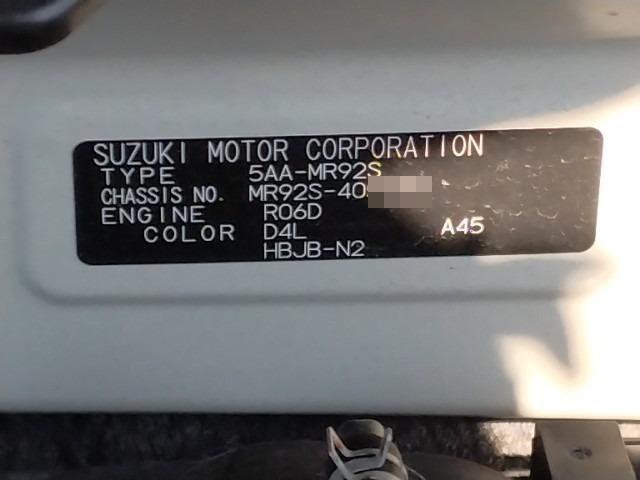 SUZUKI MOTOR CORPORATION
TYPE 5AA-MR92S
CHASSIS NO. MR92S-40
ENGINE R06D
COLOR D4L A45
HBJB-N2